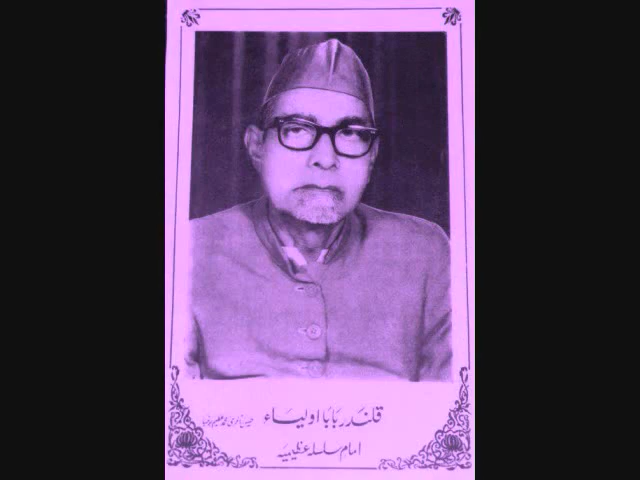 قلندر بابا اولیاء
امام سلسلہ عظیمیہ